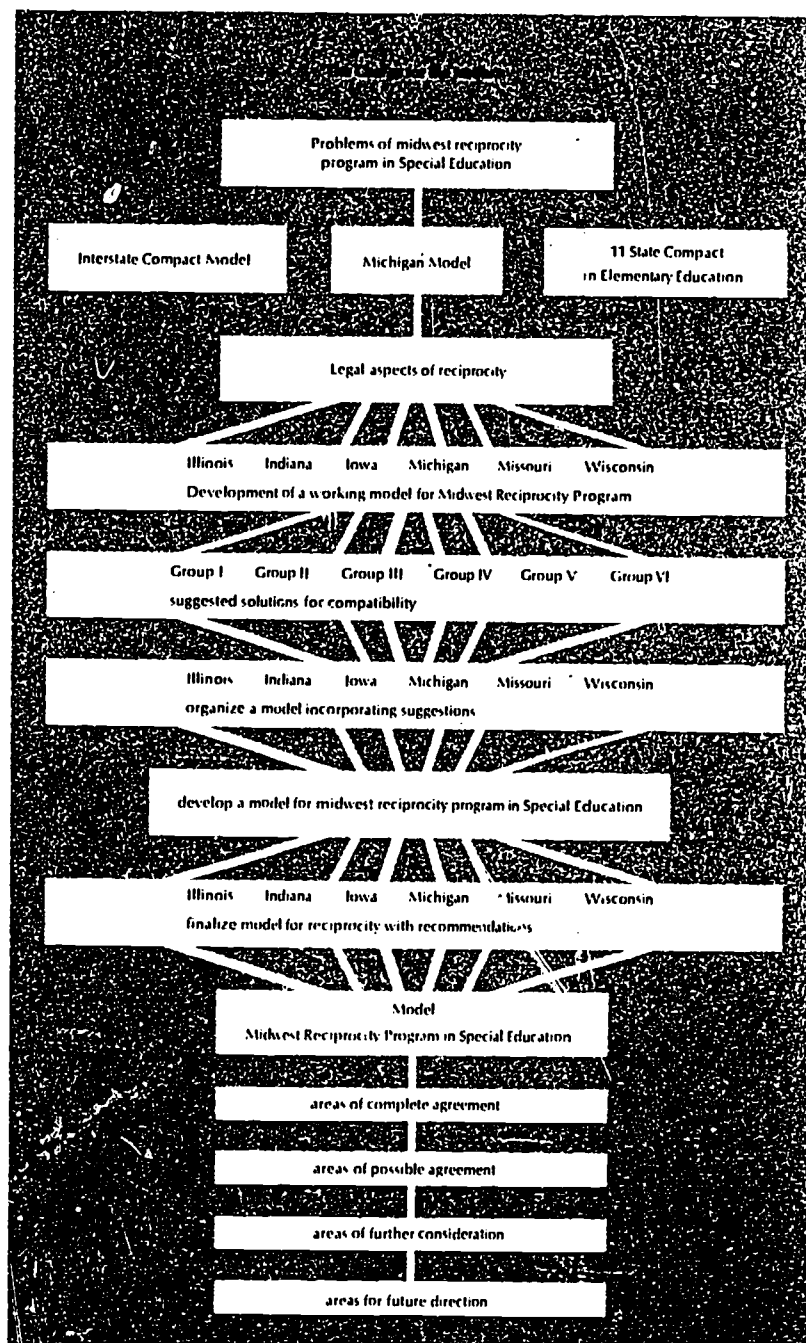 Problems of midwest reciprocity
program in Special Education
Interstate Compact Model
Michigan Model
11 State Compact
in Elementary Education
Legal aspects of reciprocity
Illinois Indiana Iowa Michigan Missouri Wisconsin
Development of a working model for Midwest Reciprocity Program
Group I Group II Group III Group IV Group V Group VI
suggested solutions for compatibility
Illinois Indiana Iowa Michigan Missouri Wisconsin
organize a model incorporating suggestions
develop a model for midwest reciprocity program in Special Education
Illinois Indiana Iowa Michigan Missouri Wisconsin
finalize model for reciprocity with recommendations
Model
Midwest Reciprocity Program in Special Education
areas of complete agreement
areas of possible agreement
areas of further consideration
areas for future direction